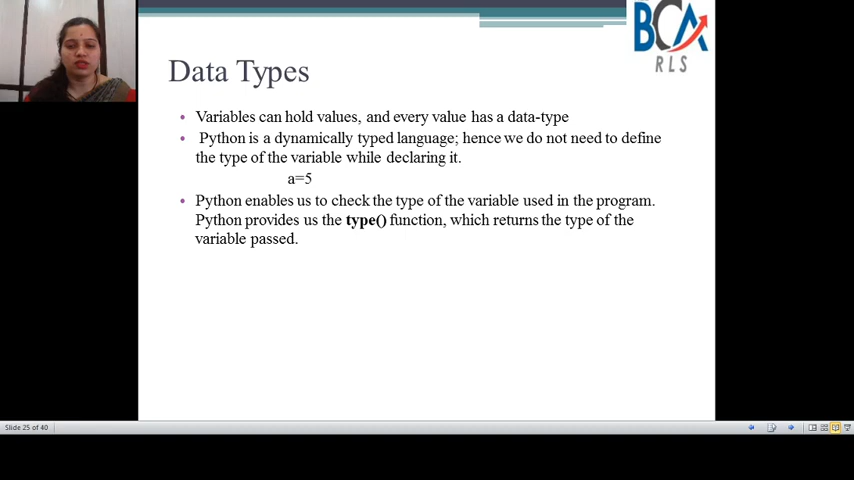 BCA
RLS
Data Types
• Variables can hold values, and every value has a data-type
• Python is a dynamically typed language; hence we do not need to define
the type of the variable while declaring it.
a=5
• Python enables us to check the type of the variable used in the program.
Python provides us the type() function, which returns the type of the
variable passed.
Slide 25 of 40